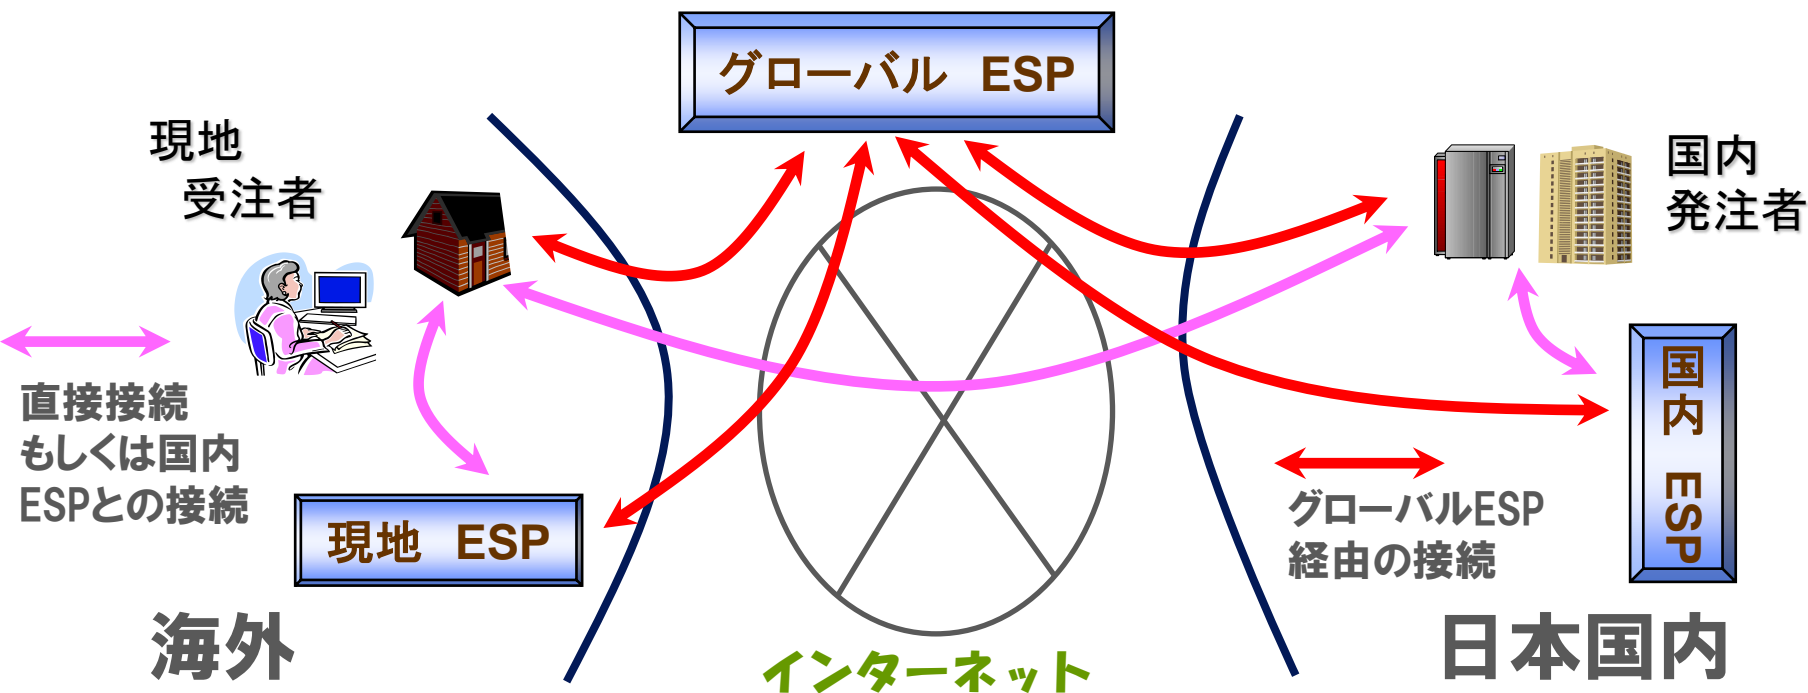 グローバル　ESP
現地
受注者
国内
発注者
直接接続
もしくは国内
ESPとの接続
現地　ESP
国内　ESP
グローバルESP
経由の接続
海外
インターネット
日本国内